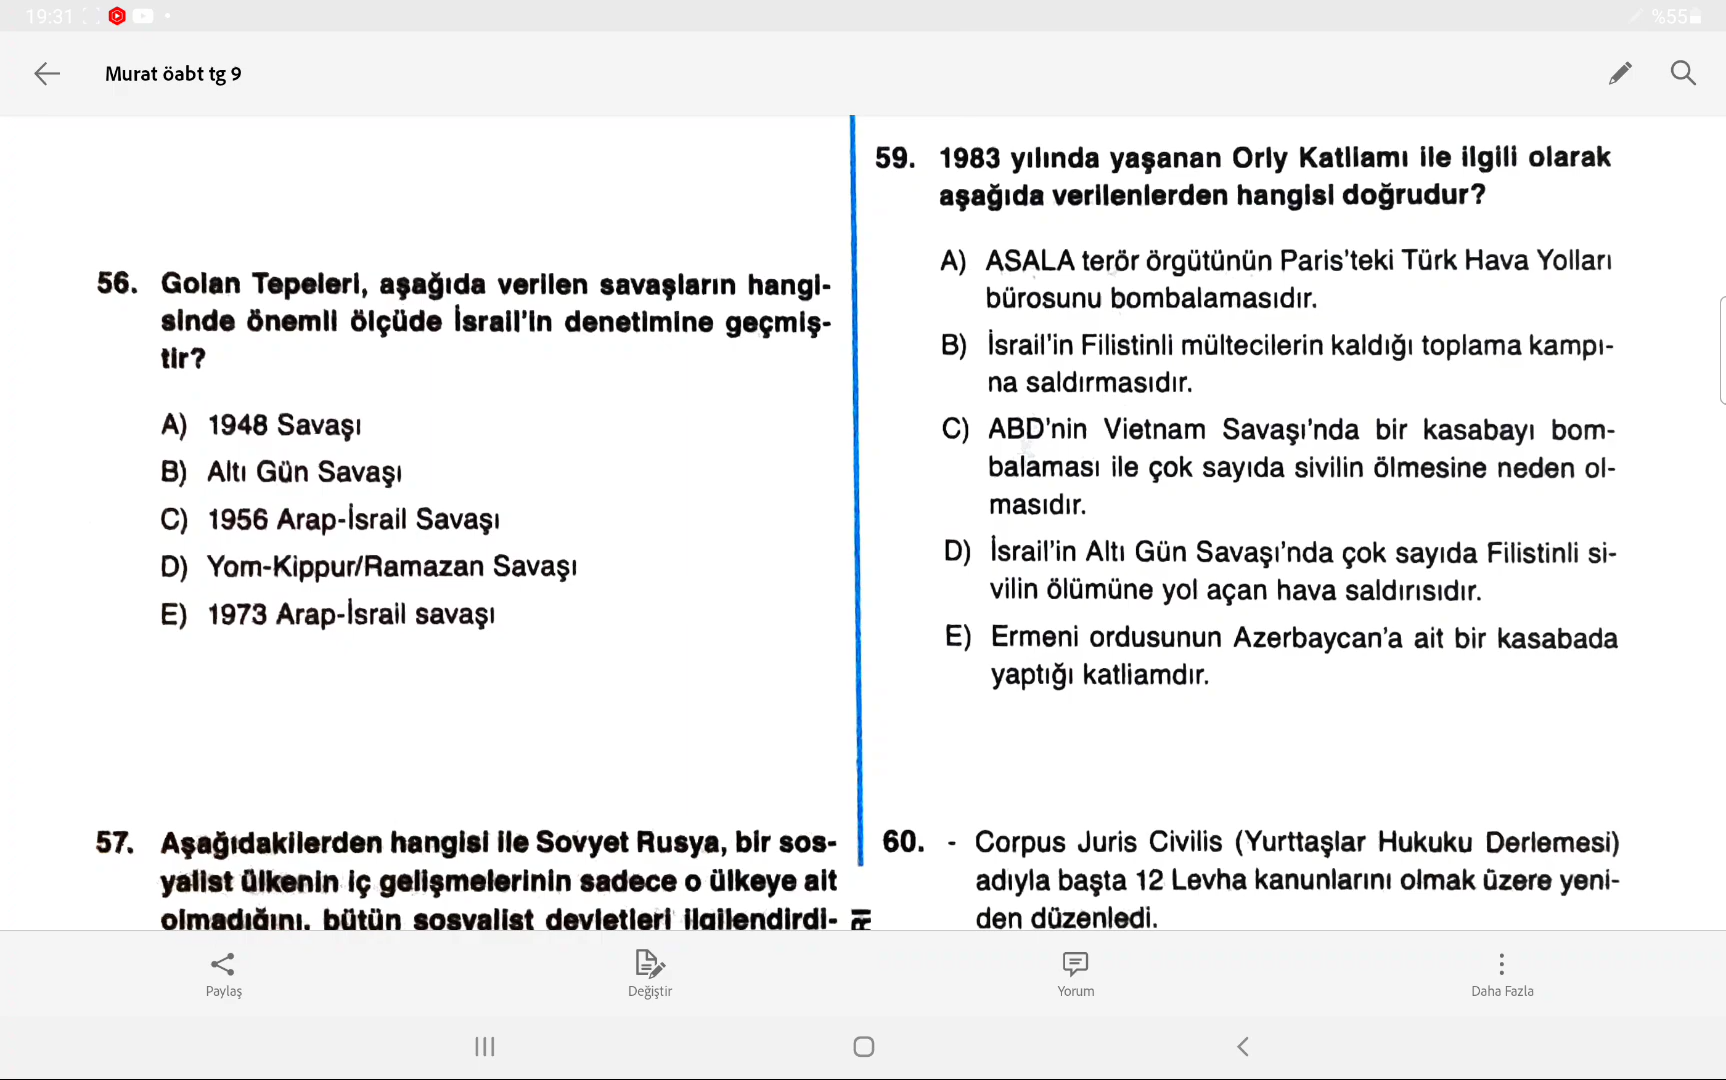 19:31
%55
Murat öabt tg 9
56. Golan Tepeleri, aşağıda verilen savaşların hangi-
sinde önemli ölçüde İsrail'in denetimine geçmiş-
tir?
A) 1948 Savaşı
B) Altı Gün Savaşı
C) 1956 Arap-İsrail Savaşı
D) Yom-Kippur/Ramazan Savaşı
E) 1973 Arap-İsrail savaşı
57. Aşağıdakilerden hangisi ile Sovyet Rusya, bir sos-
yalist ülkenin iç gelişmelerinin sadece o ülkeye ait
olmadığını, bütün sosyalist devletleri ilgilendirdi-
59. 1983 yılında yaşanan Orly Katliamı ile ilgili olarak
aşağıda verilenlerden hangisi doğrudur?
A) ASALA terör örgütünün Paris'teki Türk Hava Yolları
bürosunu bombalamasıdır.
B) İsrail'in Filistinli mültecilerin kaldığı toplama kampı-
na saldırmasıdır.
C) ABD'nin Vietnam Savaşı'nda bir kasabayı bom-
balaması ile çok sayıda sivilin ölmesine neden ol-
masıdır.
D) İsrail'in Altı Gün Savaşı'nda çok sayıda Filistinli si-
vilin ölümüne yol açan hava saldırısıdır.
E) Ermeni ordusunun Azerbaycan'a ait bir kasabada
yaptığı katliamdır.
60. - Corpus Juris Civilis (Yurttaşlar Hukuku Derlemesi)
adıyla başta 12 Levha kanunlarını olmak üzere yeni-
den düzenledi.
Paylaş
Değiştir
Yorum
Daha Fazla